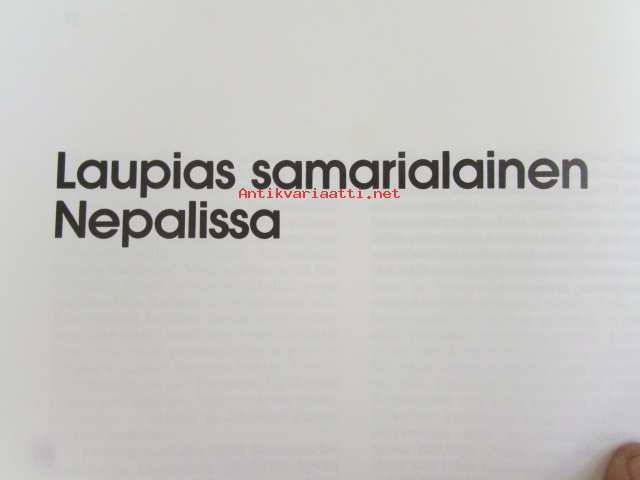 Laupias samarialainen
Antikvariaatti.net
Nepalissa